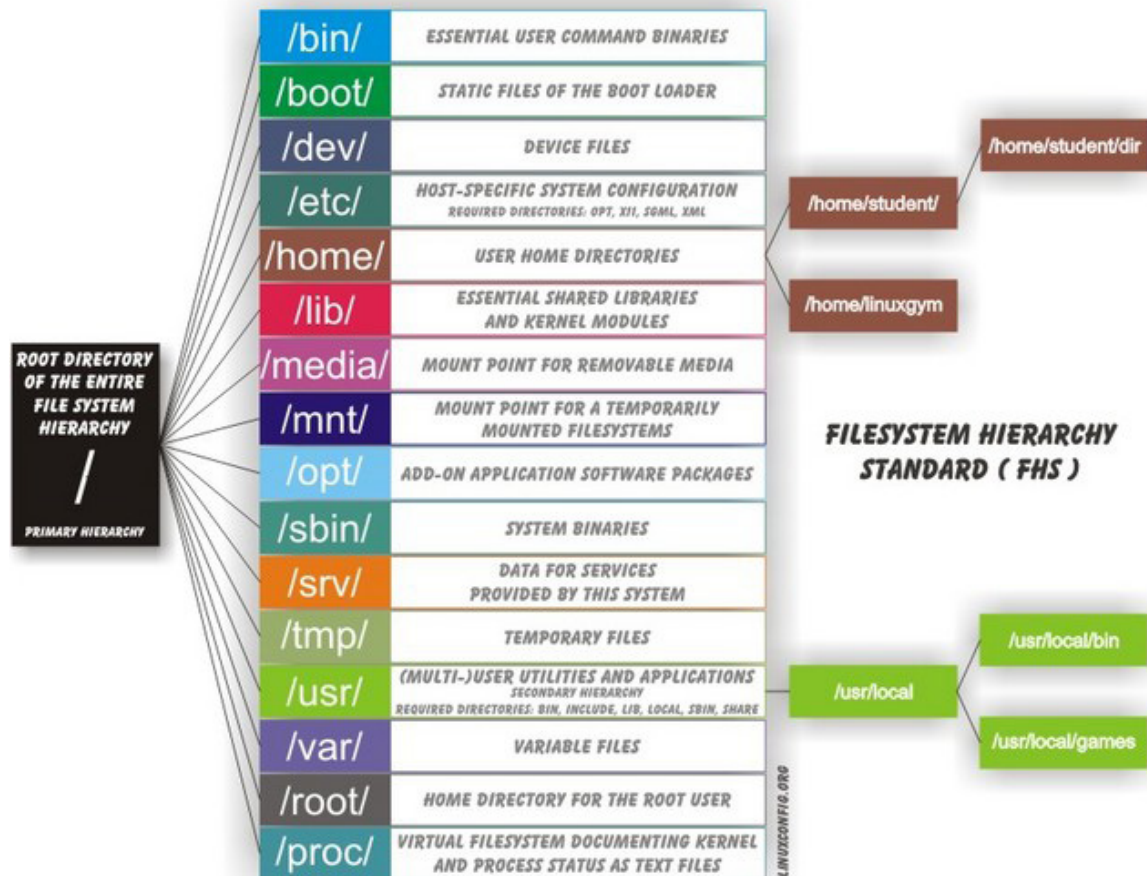 /bin/
ESSENTIAL USER COMMAND BINARIES
/boot/
STATIC FILES OF THE BOOT LOADER
/dev/
DEVICE FILES
/etc/
HOST-SPECIFIC SYSTEM CONFIGURATION
REQUIRED DIRECTORIES: OPT, X11, SGML, XML
/home/
USER HOME DIRECTORIES
/home/student/
/home/student/dir
/home/linuxgym
/lib/
ESSENTIAL SHARED LIBRARIES
AND KERNEL MODULES
/media/
MOUNT POINT FOR REMOVABLE MEDIA
/mnt/
MOUNT POINT FOR A TEMPORARILY
MOUNTED FILESYSTEMS
/opt/
ADD-ON APPLICATION SOFTWARE PACKAGES
/sbin/
SYSTEM BINARIES
/srv/
DATA FOR SERVICES
PROVIDED BY THIS SYSTEM
/tmp/
TEMPORARY FILES
/usr/
(MULTI-)USER UTILITIES AND APPLICATIONS
SECONDARY HIERARCHY
REQUIRED DIRECTORIES: BIN, INCLUDE, LIB, LOCAL, SBIN, SHARE
/usr/local
/usr/local/bin
/usr/local/games
/var/
VARIABLE FILES
/root/
HOME DIRECTORY FOR THE ROOT USER
/proc/
VIRTUAL FILESYSTEM DOCUMENTING KERNEL
AND PROCESS STATUS AS TEXT FILES
ROOT DIRECTORY
OF THE ENTIRE
FILE SYSTEM
HIERARCHY
/
PRIMARY HIERARCHY
FILESYSTEM HIERARCHY
STANDARD ( FHS )
LINUXCONFIG.ORG